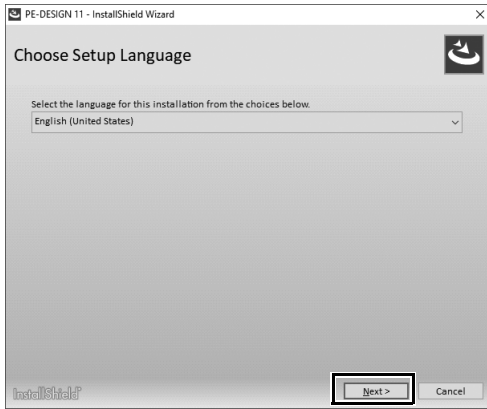 PE-DESIGN 11 - InstallShield Wizard
Choose Setup Language
Select the language for this installation from the choices below.
English (United States)
InstallShield
Next >
Cancel